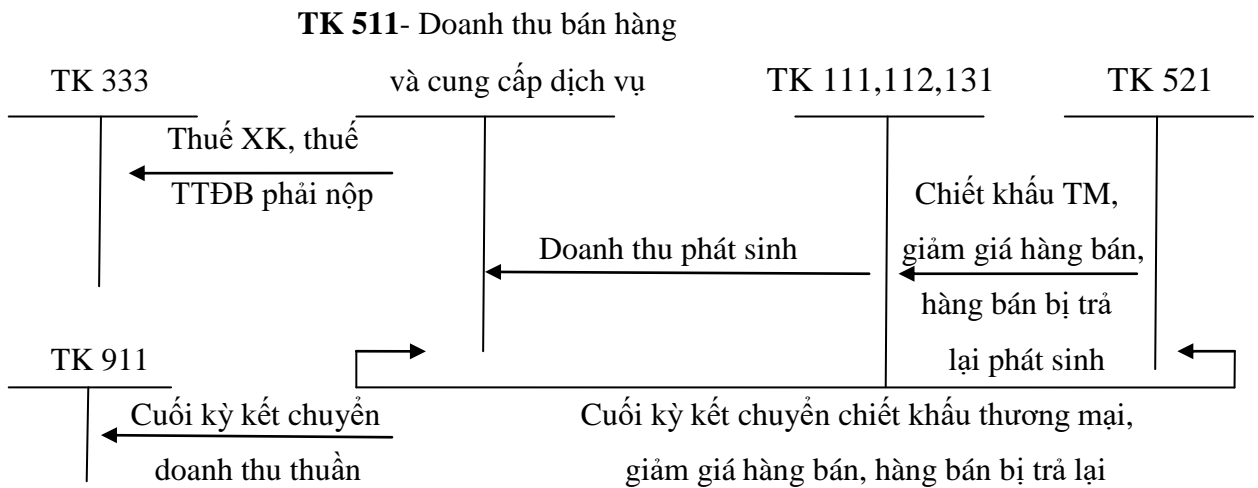 TK 511- Doanh thu bán hàng
TK 333
và cung cấp dịch vụ
TK 111,112,131
TK 521
Thuế XK, thuế
TTĐB phải nộp
Chiết khấu TM,
Doanh thu phát sinh
giảm giá hàng bán,
hàng bán bị trả
TK 911
lại phát sinh
Cuối kỳ kết chuyển
Cuối kỳ kết chuyển chiết khấu thương mại,
doanh thu thuần
giảm giá hàng bán, hàng bán bị trả lại